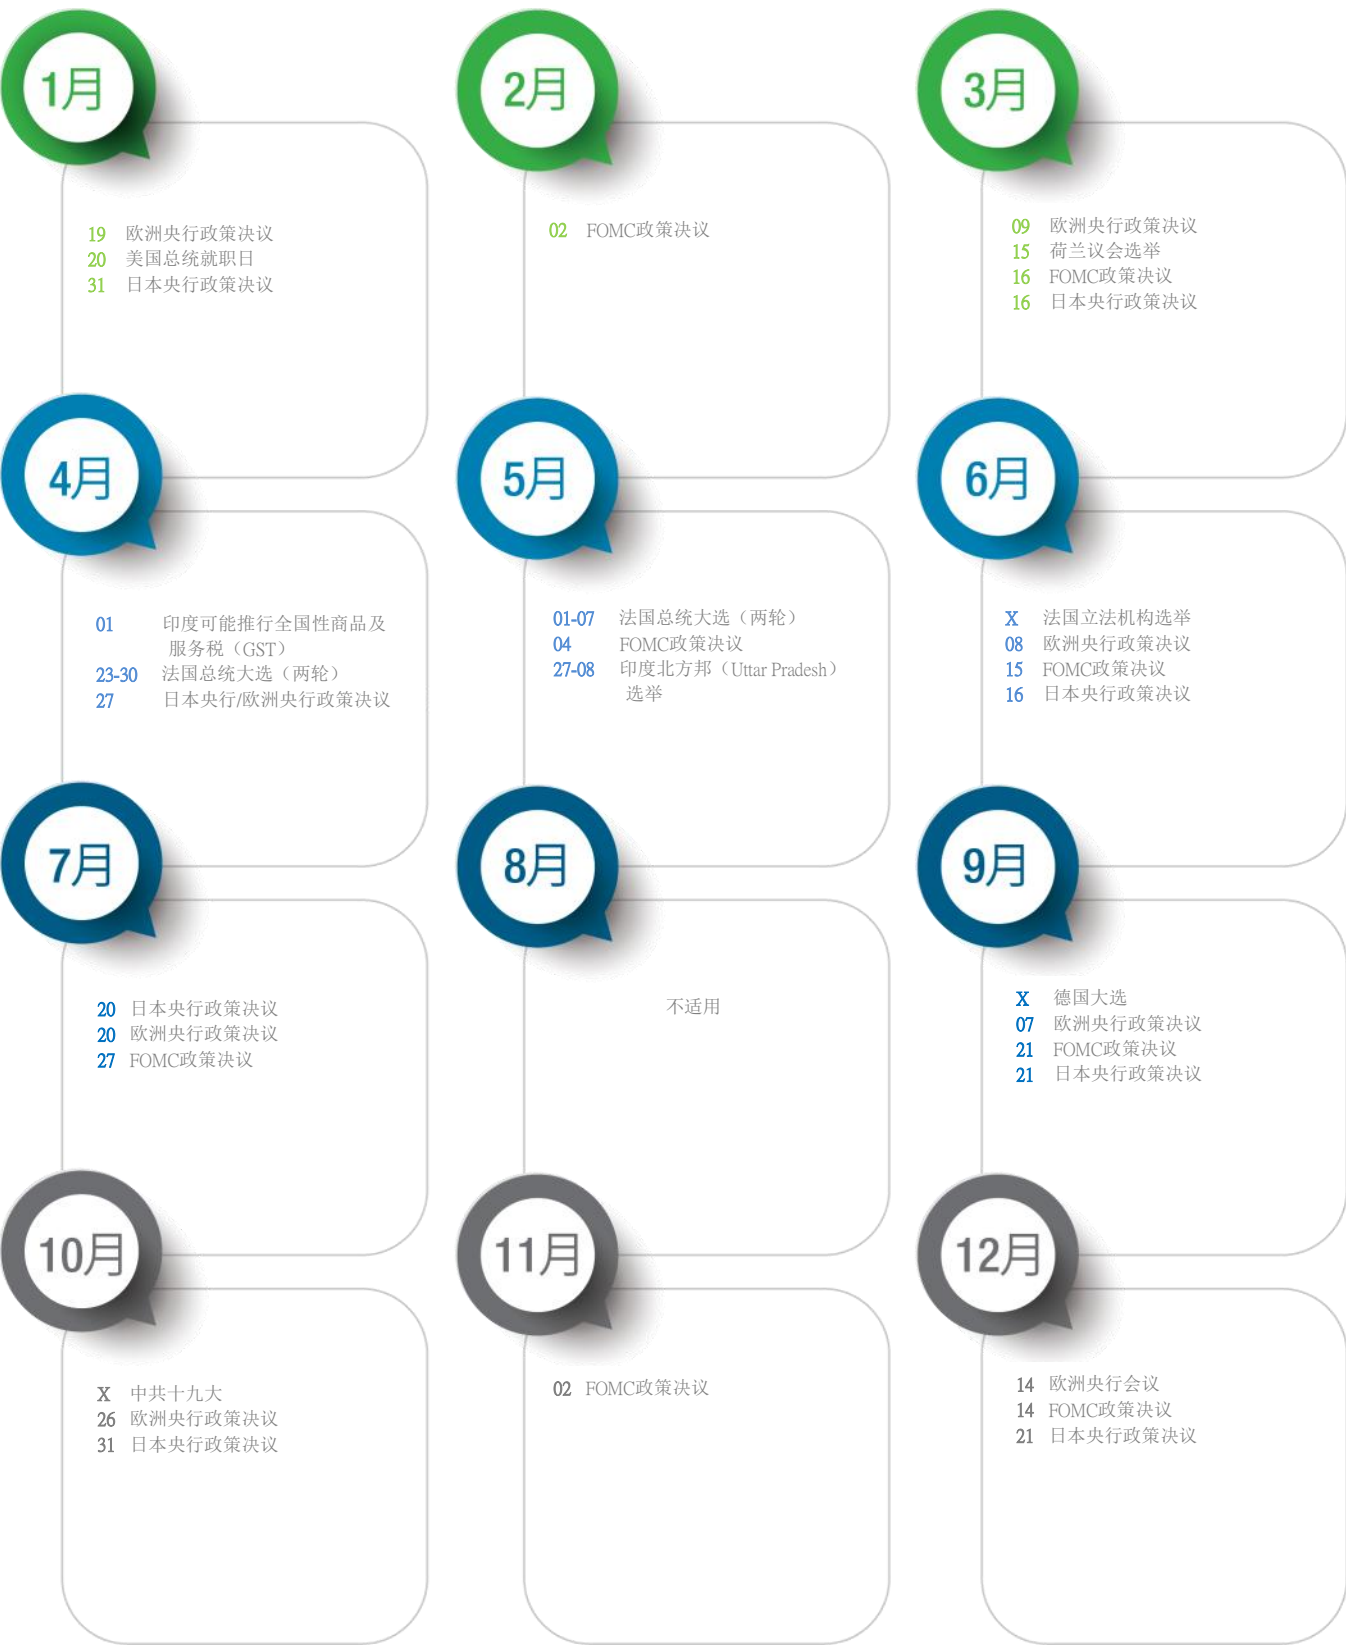 1月
19 欧洲央行政策决议
20 美国总统就职日
31 日本央行政策决议
2月
02 FOMC政策决议
3月
09 欧洲央行政策决议
15 荷兰议会选举
16 FOMC政策决议
16 日本央行政策决议
4月
01 印度可能推行全国性商品及
服务税（GST）
23-30 法国总统大选（两轮）
27 日本央行/欧洲央行政策决议
5月
01-07 法国总统大选（两轮）
04 FOMC政策决议
27-08 印度北方邦（Uttar Pradesh）
选举
6月
X 法国立法机构选举
08 欧洲央行政策决议
15 FOMC政策决议
16 日本央行政策决议
7月
20 日本央行政策决议
20 欧洲央行政策决议
27 FOMC政策决议
8月
不适用
9月
X 德国大选
07 欧洲央行政策决议
21 FOMC政策决议
21 日本央行政策决议
10月
X 中共十九大
26 欧洲央行政策决议
31 日本央行政策决议
11月
02 FOMC政策决议
12月
14 欧洲央行会议
14 FOMC政策决议
21 日本央行政策决议